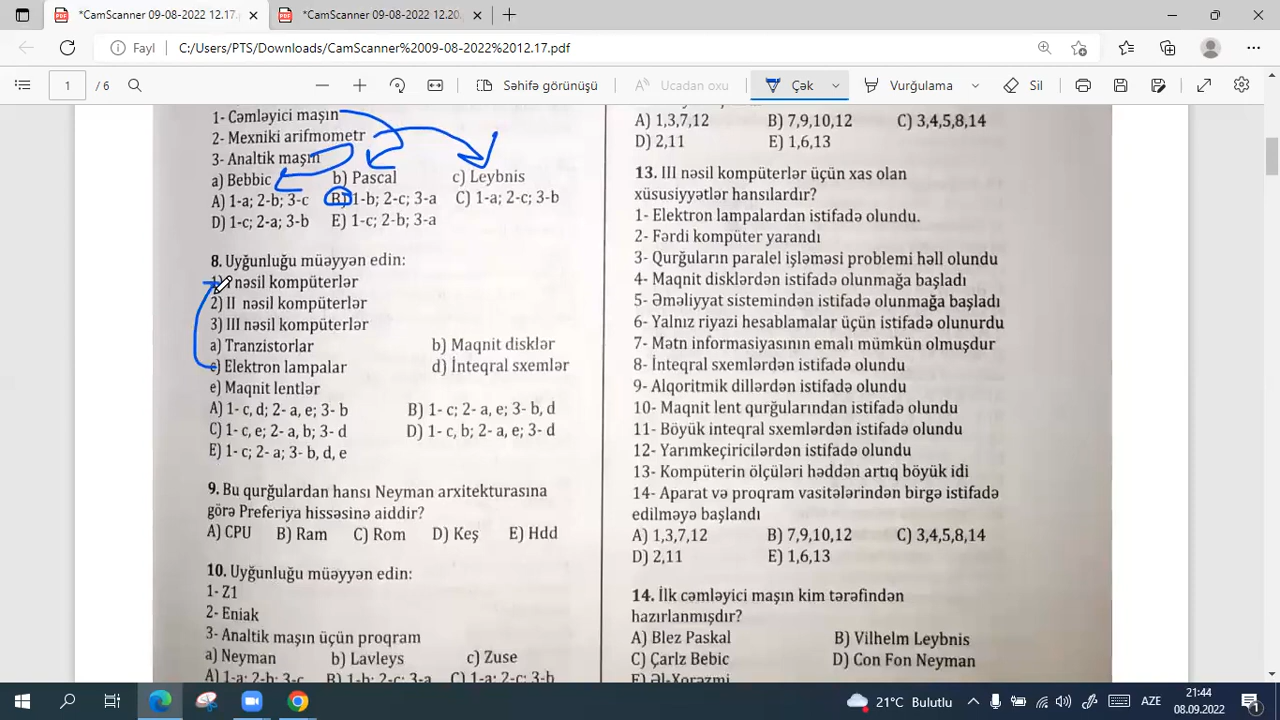 *CamScanner 09-08-2022 12.17.p
*CamScanner 09-08-2022 12.20.
Fayl
C:/Users/PTS/Downloads/CamScanner%2009-08-2022%2012.17.pdf
1 / 6
Səhifə görünüşü
Ucadan oxu
Çək
Vurğulama
Sil
1- Cəmləyici maşın
2- Mexniki arifmometr
3- Analtik maşın
a) Bebbic b) Pascal c) Leybnis
A) 1-a; 2-b; 3-c B) 1-b; 2-c; 3-a C) 1-a; 2-c; 3-b
D) 1-c; 2-a; 3-b E) 1-c; 2-b; 3-a
8. Uyğunluğu müəyyən edin:
1) I nəsil kompüterlər
2) II nəsil kompüterlər
3) III nəsil kompüterlər
a) Tranzistorlar b) Maqnit disklər
c) Elektron lampalar d) İnteqral sxemlər
e) Maqnit lentlər
A) 1- c, d; 2- a, e; 3- b B) 1- c; 2- a, e; 3- b, d
C) 1- c, e; 2- a, b; 3- d D) 1- c, b; 2- a, e; 3- d
E) 1- c; 2- a; 3- b, d, e
9. Bu qurğulardan hansı Neyman arxitekturasına
görə Preferiya hissəsinə aiddir?
A) CPU B) Ram C) Rom D) Keş E) Hdd
10. Uyğunluğu müəyyən edin:
1- Z1
2- Eniak
3- Analtik maşın üçün proqram
a) Neyman b) Lavleys c) Zuse
A) 1-a; 2-b; 3-c B) 1-b; 2-c; 3-a C) 1-a; 2-c; 3-b
A) 1,3,7,12 B) 7,9,10,12 C) 3,4,5,8,14
D) 2,11 E) 1,6,13
13. III nəsil kompüterlər üçün xas olan
xüsusiyyətlər hansılardır?
1- Elektron lampalardan istifadə olundu.
2- Fərdi kompüter yarandı
3- Qurğuların paralel işləməsi problemi həll olundu
4- Maqnit disklərdən istifadə olunmağa başladı
5- Əməliyyat sistemindən istifadə olunmağa başladı
6- Yalnız riyazi hesablamalar üçün istifadə olunurdu
7- Mətn informasiyasının emalı mümkün olmuşdur
8- İnteqral sxemlərdən istifadə olundu
9- Alqoritmik dillərdən istifadə olundu
10- Maqnit lent qurğularından istifadə olundu
11- Böyük inteqral sxemlərdən istifadə olundu
12- Yarımkeçiricilərdən istifadə olundu
13- Kompüterin ölçüləri həddən artıq böyük idi
14- Aparat və proqram vasitələrindən birgə istifadə
edilməyə başlandı
A) 1,3,7,12 B) 7,9,10,12 C) 3,4,5,8,14
D) 2,11 E) 1,6,13
14. İlk cəmləyici maşın kim tərəfindən
hazırlanmışdır?
A) Blez Paskal B) Vilhelm Leybnis
C) Çarlz Bebic D) Con Fon Neyman
E) Əl-Xorəzmi
21°C Bulutlu
AZE
21:44
08.09.2022
1